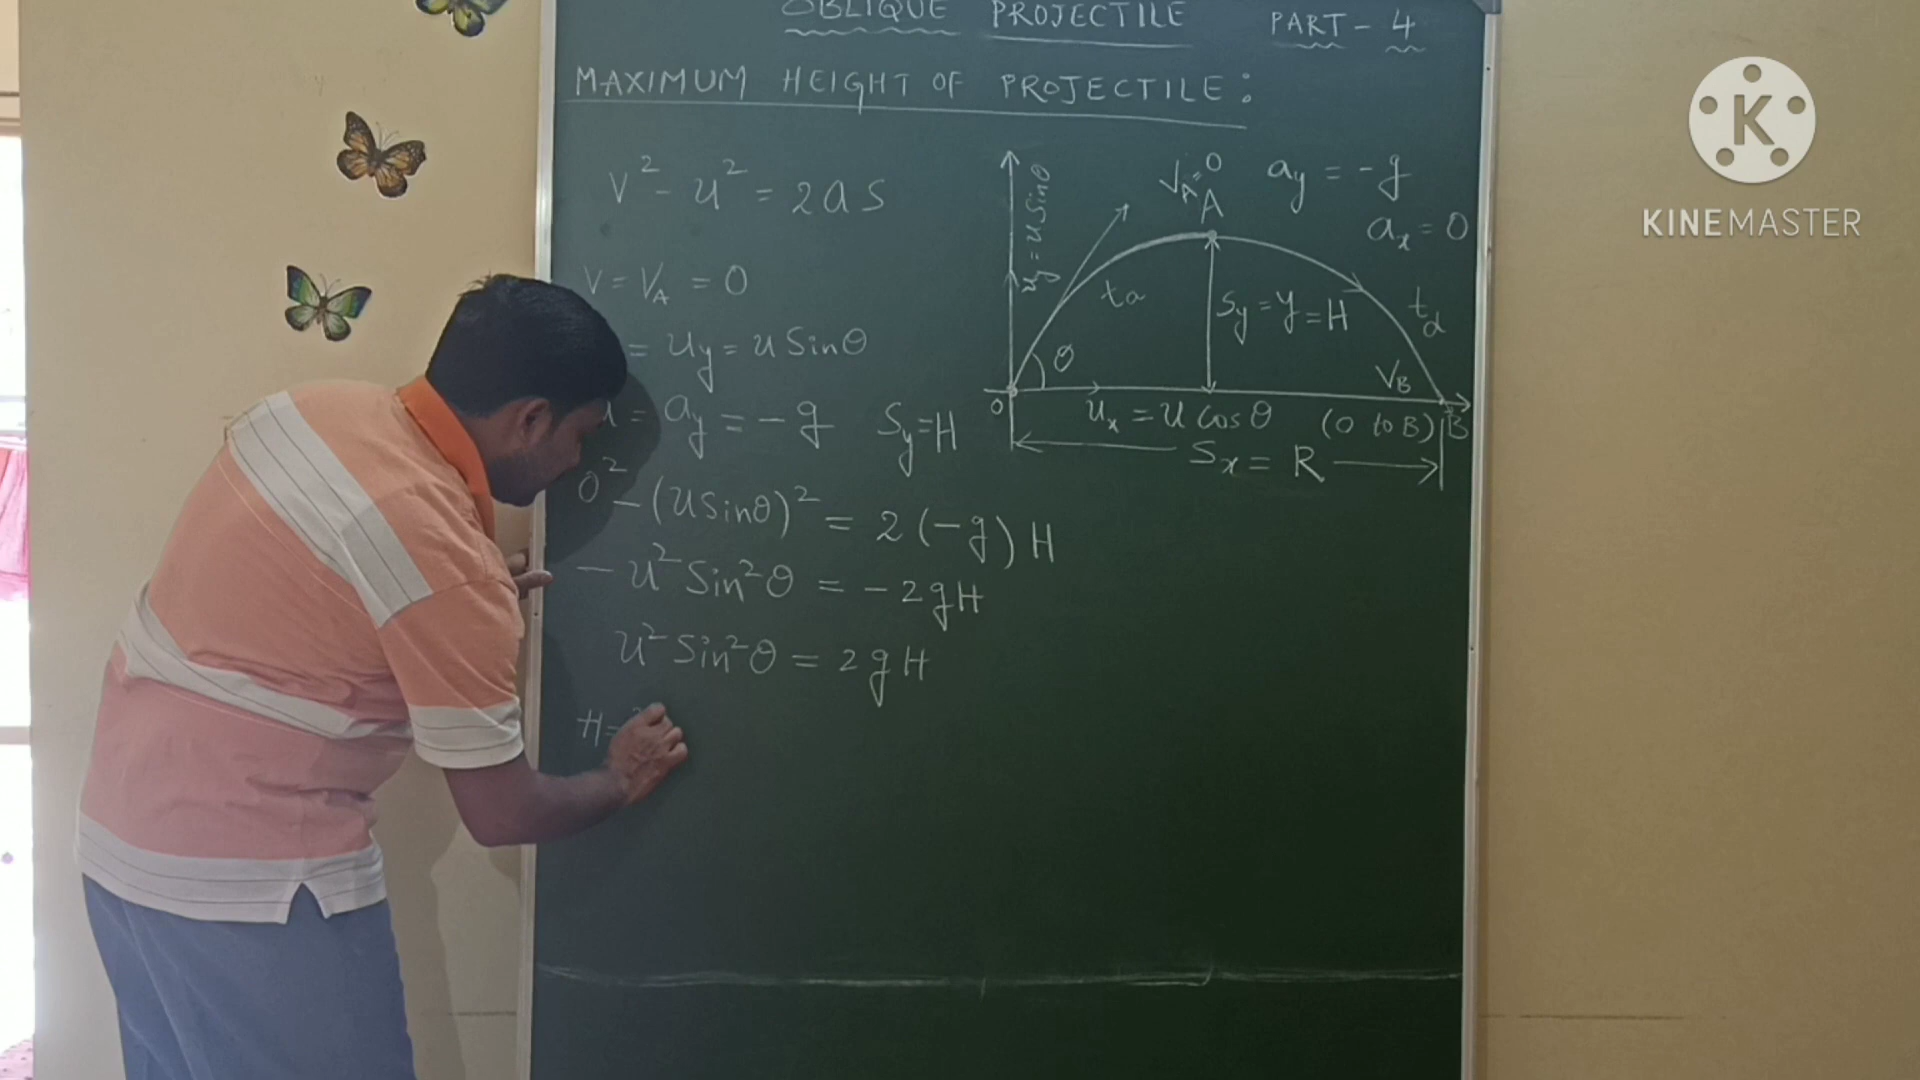 OBLIQUE PROJECTILE PART - 4
MAXIMUM HEIGHT OF PROJECTILE :
V² - u² = 2as
V = V_A = 0
= u_y = u Sinθ
a = a_y = -g S_y = H
0² - (u Sinθ)² = 2(-g) H
- u² Sin²θ = - 2gH
u² Sin²θ = 2gH
H =
u_y = u Sinθ
V_A = 0
A
a_y = -g
a_x = 0
t_a
S_y = y = H
t_d
θ
V_B
O
B
u_x = u Cosθ (O to B)
S_x = R
K
KINEMASTER